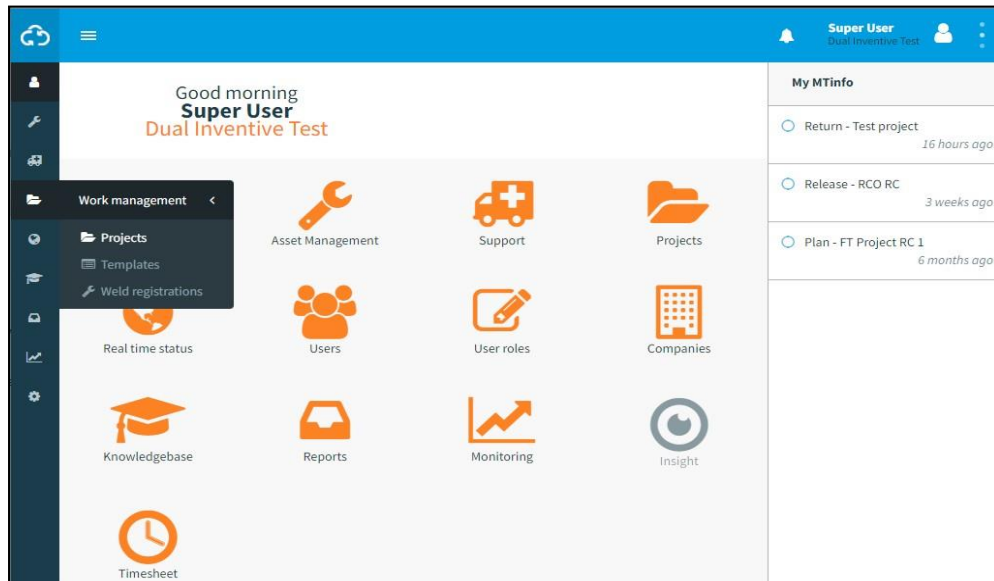 Super User
Dual Inventive Test
Good morning
Super User
Dual Inventive Test
Work management <
Projects
Templates
Weld registrations
Asset Management
Support
Projects
Real time status
Users
User roles
Companies
Knowledgebase
Reports
Monitoring
Insight
Timesheet
My MTinfo
Return - Test project
16 hours ago
Release - RCO RC
3 weeks ago
Plan - FT Project RC 1
6 months ago